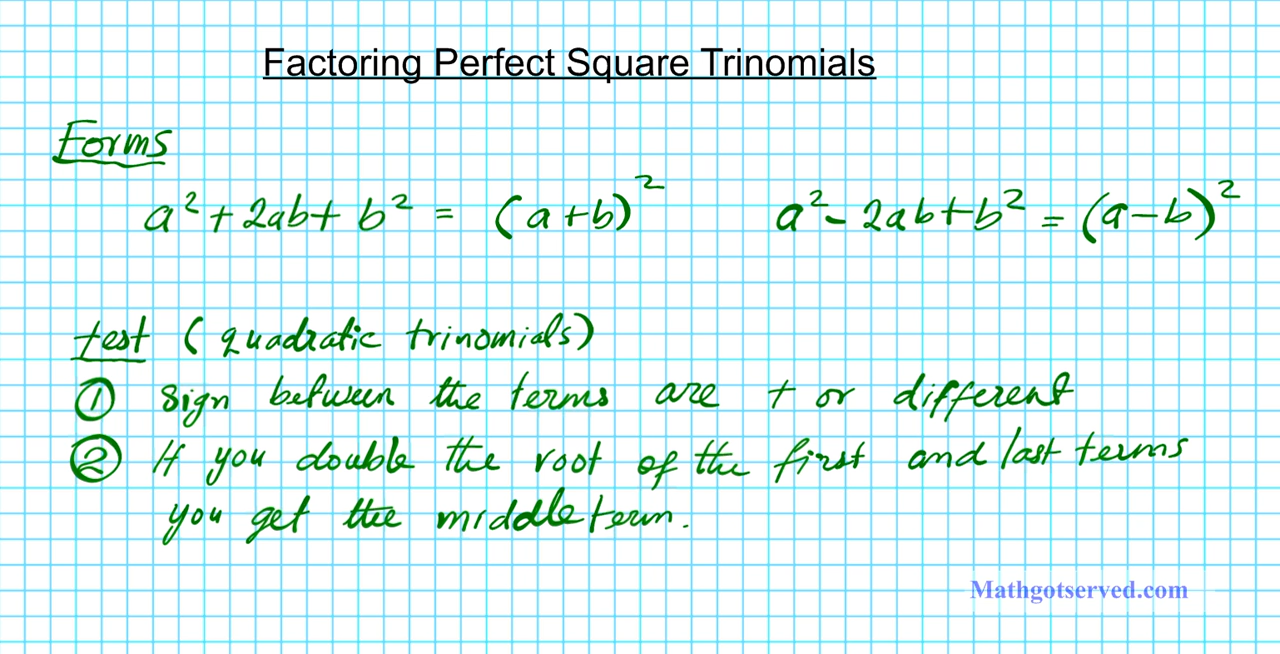 Factoring Perfect Square Trinomials
Forms
a² + 2ab + b² = (a+b)² a² - 2ab + b² = (a-b)²
test (quadratic trinomials)
① Sign between the terms are + or different
② If you double the root of the first and last terms
you get the middle term.
Mathgotserved.com